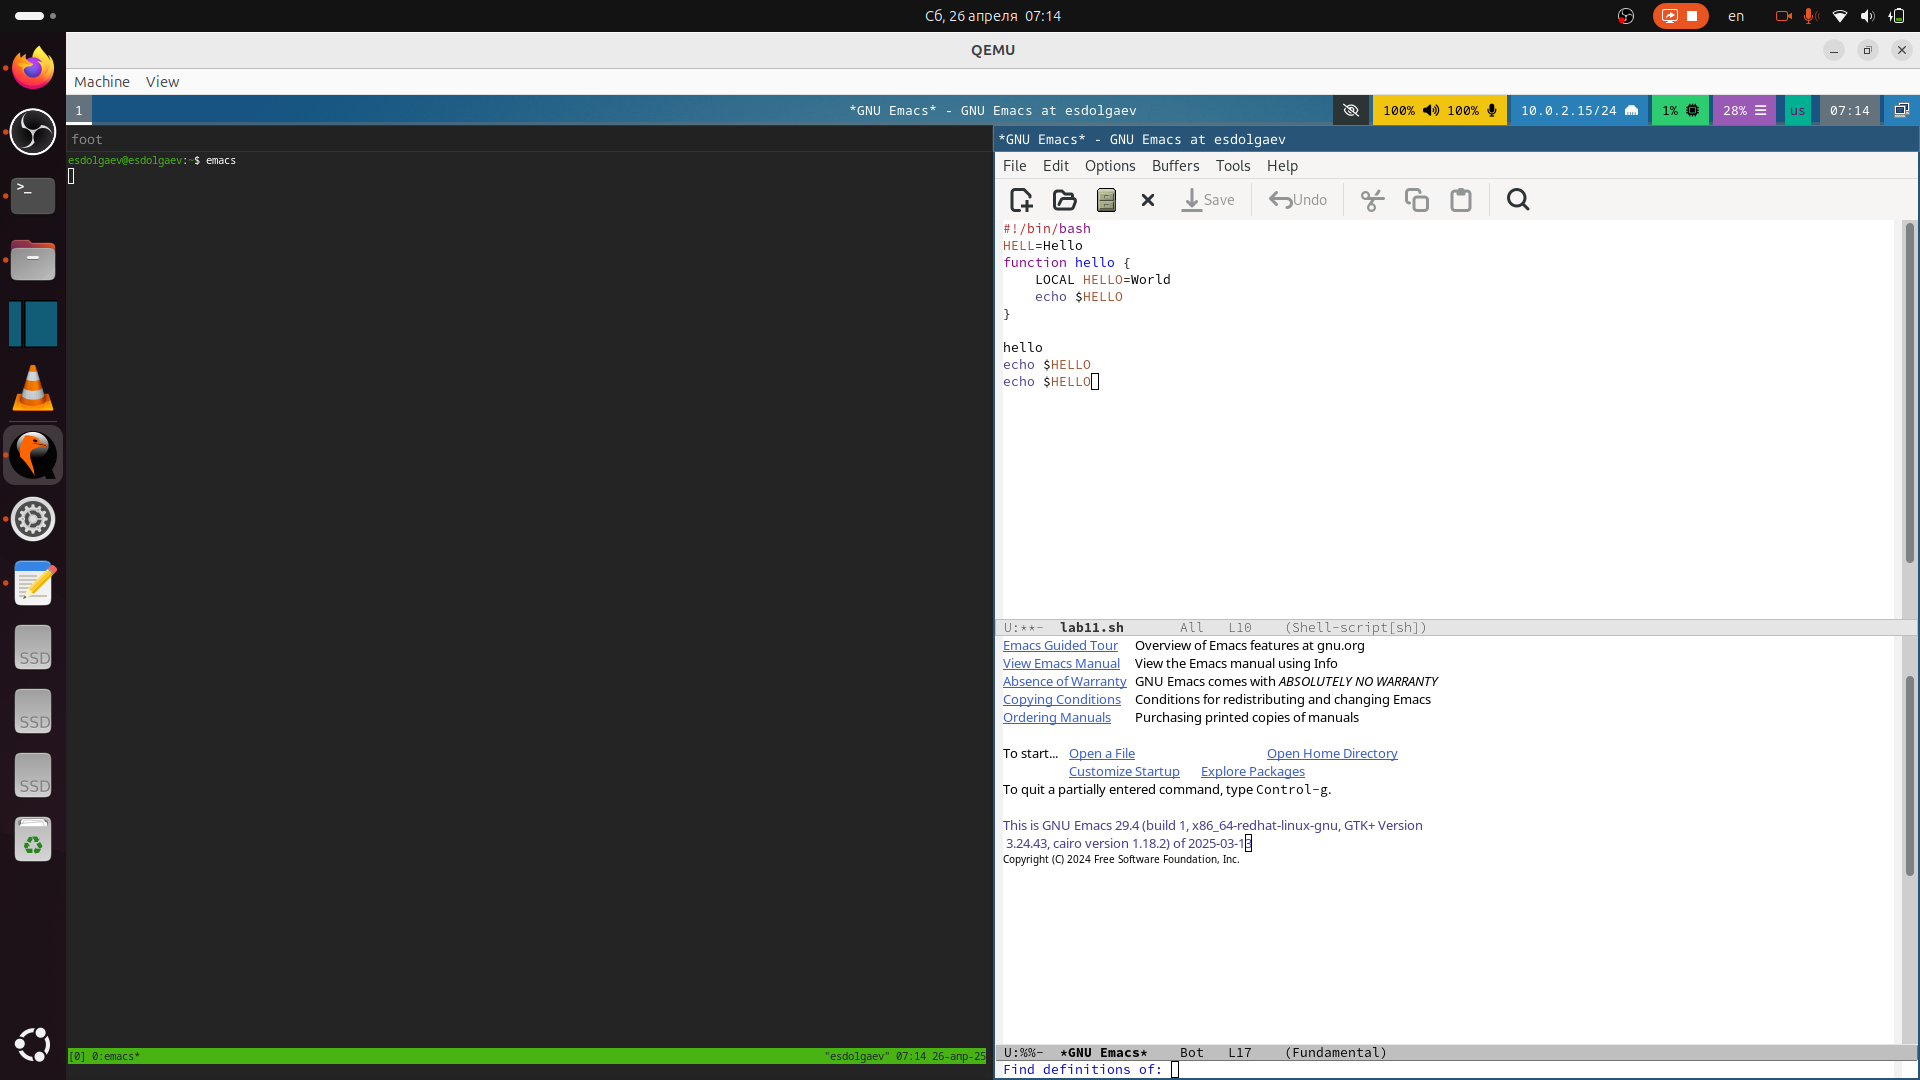 Сб, 26 апреля 07:14
en
QEMU
Machine View
1
*GNU Emacs* - GNU Emacs at esdolgaev
100% 100% 10.0.2.15/24 1% 28% us 07:14
foot
esdolgaev@esdolgaev:~$ emacs
[0] 0:emacs*
"esdolgaev" 07:14 26-апр-25
*GNU Emacs* - GNU Emacs at esdolgaev
File Edit Options Buffers Tools Help
Save Undo
#!/bin/bash
HELL=Hello
function hello {
    LOCAL HELLO=World
    echo $HELLO
}
hello
echo $HELLO
echo $HELLO
U:**- lab11.sh All L10 (Shell-script[sh])
Emacs Guided Tour Overview of Emacs features at gnu.org
View Emacs Manual View the Emacs manual using Info
Absence of Warranty GNU Emacs comes with ABSOLUTELY NO WARRANTY
Copying Conditions Conditions for redistributing and changing Emacs
Ordering Manuals Purchasing printed copies of manuals
To start... Open a File Open Home Directory
Customize Startup Explore Packages
To quit a partially entered command, type Control-g.
This is GNU Emacs 29.4 (build 1, x86_64-redhat-linux-gnu, GTK+ Version
3.24.43, cairo version 1.18.2) of 2025-03-13
Copyright (C) 2024 Free Software Foundation, Inc.
U:%%- *GNU Emacs* Bot L17 (Fundamental)
Find definitions of:
>_
SSD
SSD
SSD